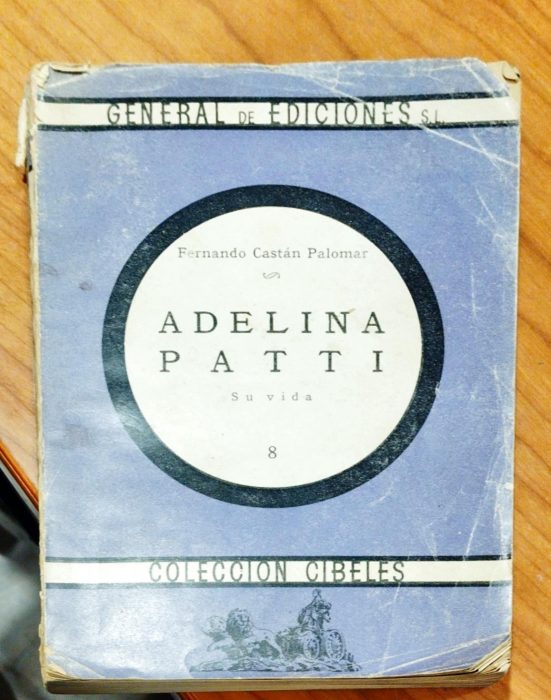 GENERAL DE EDICIONES S.L.
Fernando Castán Palomar
ADELINA
PATTI
Su vida
8
COLECCION CIBELES